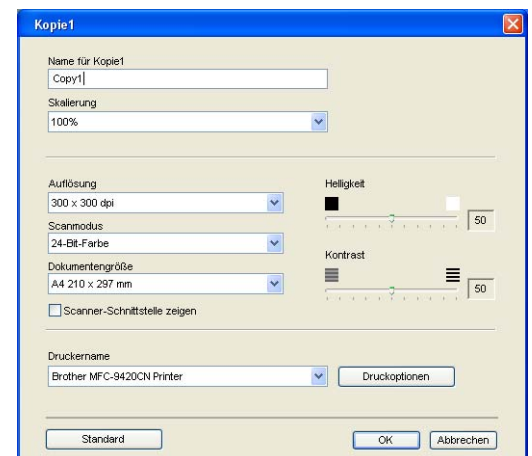 Kopie1
Name für Kopie1
Copy1
Skalierung
100%
Auflösung
300 x 300 dpi
Scanmodus
24-Bit-Farbe
Dokumentengröße
A4 210 x 297 mm
Scanner-Schnittstelle zeigen
Helligkeit
50
Kontrast
50
Druckername
Brother MFC-9420CN Printer
Druckoptionen
Standard
OK
Abbrechen